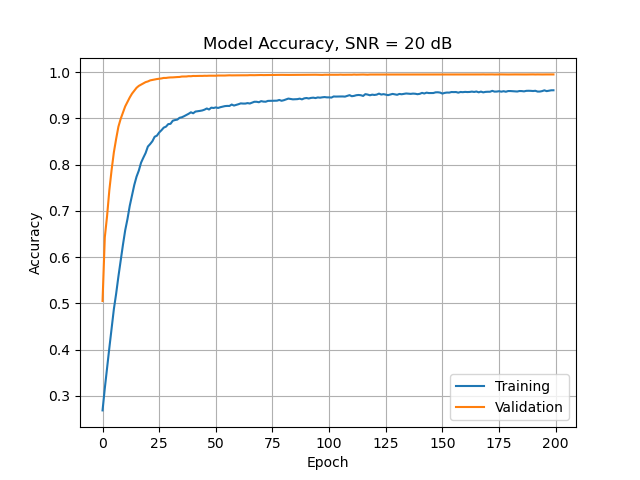 Model Accuracy, SNR = 20 dB
1.0
0.9
0.8
0.7
0.6
0.5
0.4
0.3
Accuracy
0 25 50 75 100 125 150 175 200
Epoch
Training
Validation